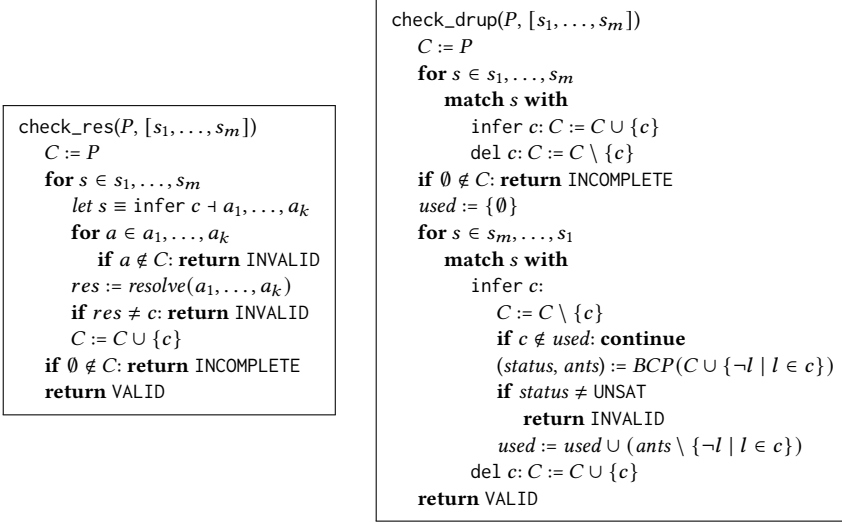 check_res(P, [s₁, . . . , sₘ])
C := P
for s ∈ s₁, . . . , sₘ
let s ≡ infer c ⊣ a₁, . . . , aₖ
for a ∈ a₁, . . . , aₖ
if a ∉ C: return INVALID
res := resolve(a₁, . . . , aₖ)
if res ≠ c: return INVALID
C := C ∪ {c}
if ∅ ∉ C: return INCOMPLETE
return VALID
check_drup(P, [s₁, . . . , sₘ])
C := P
for s ∈ s₁, . . . , sₘ
match s with
infer c: C := C ∪ {c}
del c: C := C \ {c}
if ∅ ∉ C: return INCOMPLETE
used := {∅}
for s ∈ sₘ, . . . , s₁
match s with
infer c:
C := C \ {c}
if c ∉ used: continue
(status, ants) := BCP(C ∪ {¬l | l ∈ c})
if status ≠ UNSAT
return INVALID
used := used ∪ (ants \ {¬l | l ∈ c})
del c: C := C ∪ {c}
return VALID